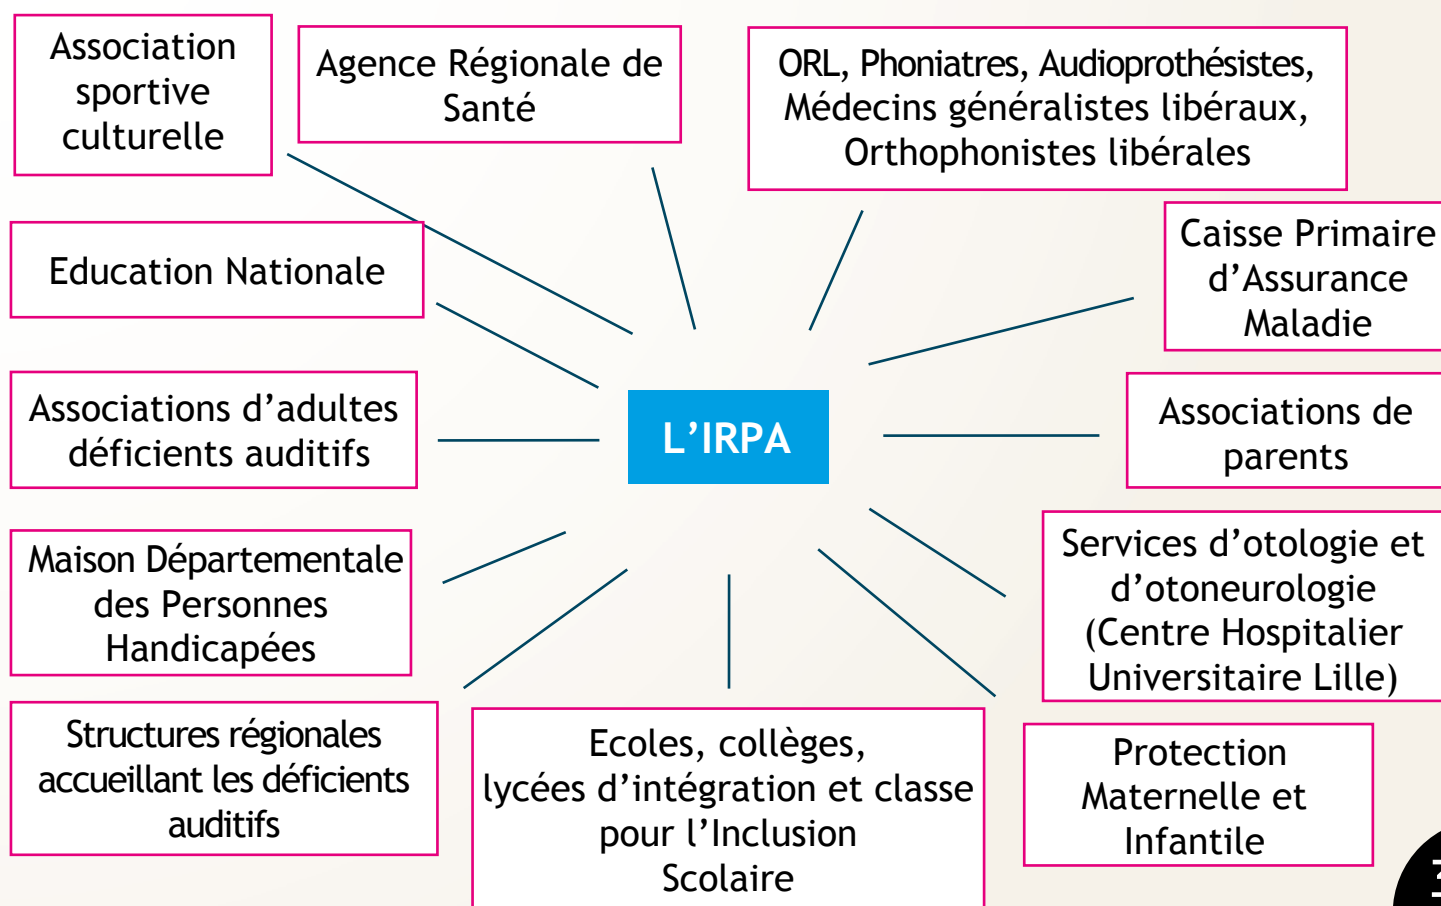 Association
sportive
culturelle
Agence Régionale de
Santé
ORL, Phoniatres, Audioprothésistes,
Médecins généralistes libéraux,
Orthophonistes libérales
Education Nationale
Caisse Primaire
d’Assurance
Maladie
Associations d’adultes
déficients auditifs
L’IRPA
Associations de
parents
Maison Départementale
des Personnes
Handicapées
Services d’otologie et
d’otoneurologie
(Centre Hospitalier
Universitaire Lille)
Structures régionales
accueillant les déficients
auditifs
Ecoles, collèges,
lycées d’intégration et classe
pour l’Inclusion
Scolaire
Protection
Maternelle et
Infantile